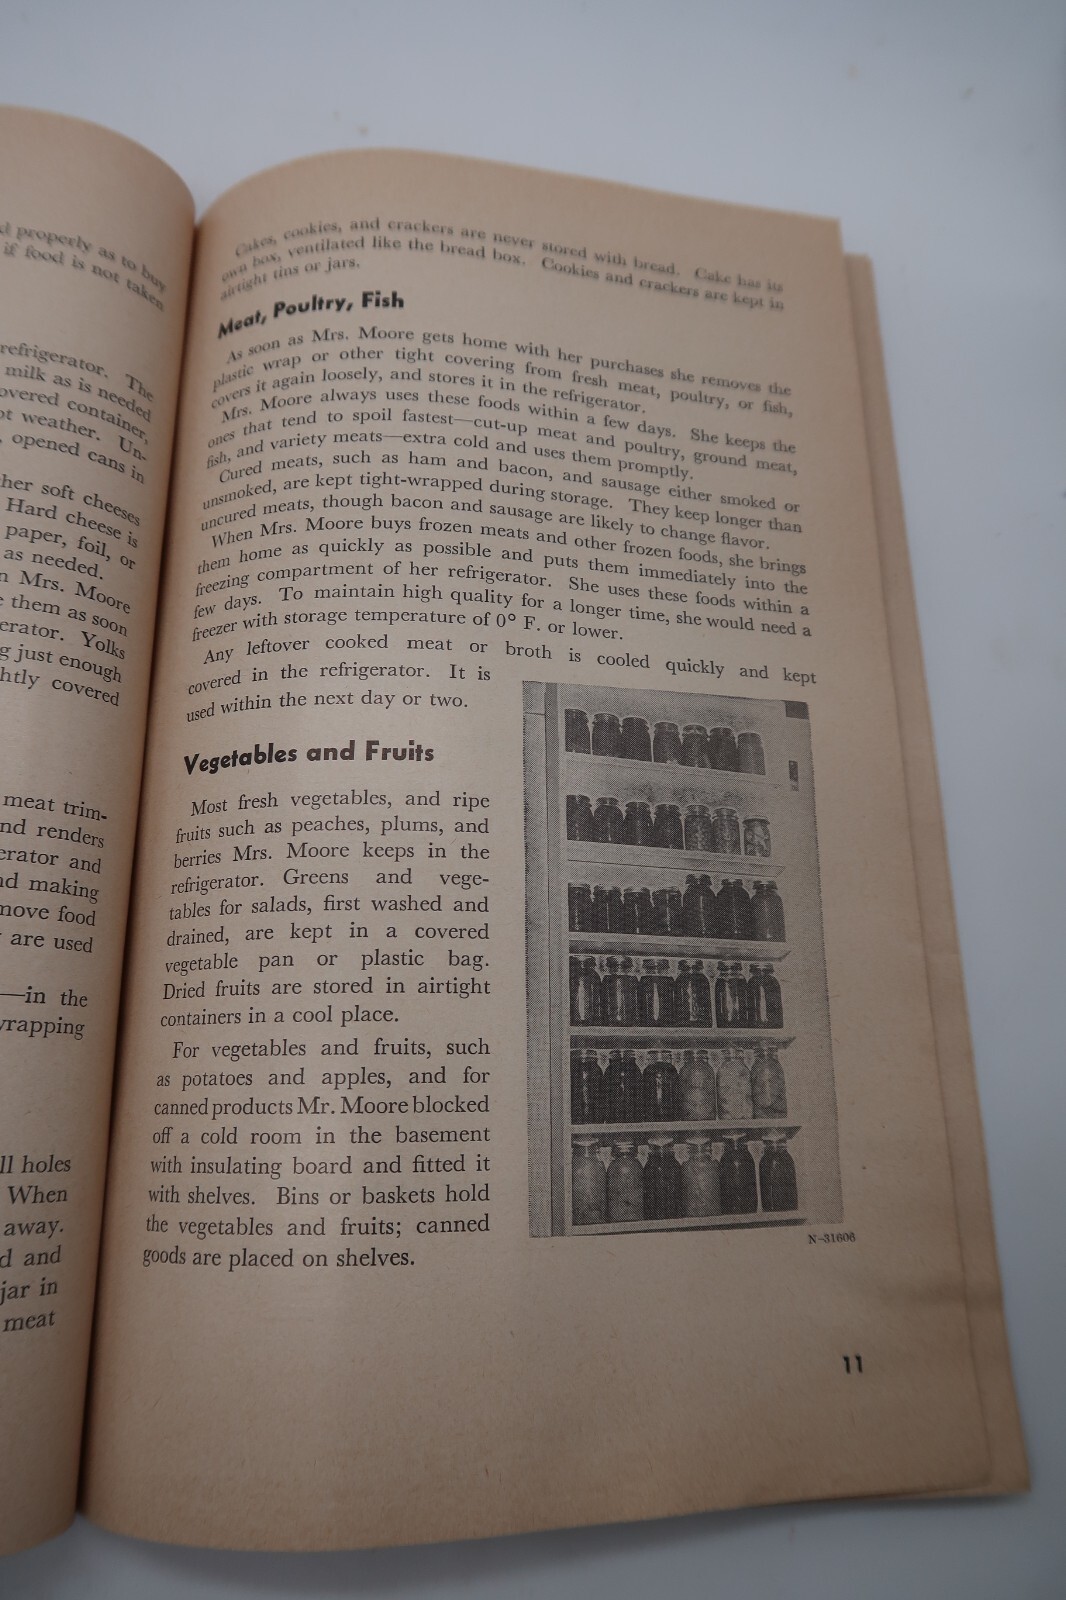 d properly as to buy
if food is not taken
refrigerator. The
milk as is needed
overed container,
ot weather. Un-
, opened cans in
her soft cheeses
Hard cheese is
paper, foil, or
as needed.
n Mrs. Moore
e them as soon
erator. Yolks
g just enough
htly covered
meat trim-
nd renders
erator and
nd making
move food
are used
—in the
wrapping
ll holes
When
away.
d and
jar in
meat
Cakes, cookies, and crackers are never stored with bread. Cake has its
own box, ventilated like the bread box. Cookies and crackers are kept in
airtight tins or jars.
Meat, Poultry, Fish
As soon as Mrs. Moore gets home with her purchases she removes the
plastic wrap or other tight covering from fresh meat, poultry, or fish,
covers it again loosely, and stores it in the refrigerator.
Mrs. Moore always uses these foods within a few days. She keeps the
ones that tend to spoil fastest—cut-up meat and poultry, ground meat,
fish, and variety meats—extra cold and uses them promptly.
Cured meats, such as ham and bacon, and sausage either smoked or
unsmoked, are kept tight-wrapped during storage. They keep longer than
uncured meats, though bacon and sausage are likely to change flavor.
When Mrs. Moore buys frozen meats and other frozen foods, she brings
them home as quickly as possible and puts them immediately into the
freezing compartment of her refrigerator. She uses these foods within a
few days. To maintain high quality for a longer time, she would need a
freezer with storage temperature of 0° F. or lower.
Any leftover cooked meat or broth is cooled quickly and kept
covered in the refrigerator. It is
used within the next day or two.
Vegetables and Fruits
Most fresh vegetables, and ripe
fruits such as peaches, plums, and
berries Mrs. Moore keeps in the
refrigerator. Greens and vege-
tables for salads, first washed and
drained, are kept in a covered
vegetable pan or plastic bag.
Dried fruits are stored in airtight
containers in a cool place.
For vegetables and fruits, such
as potatoes and apples, and for
canned products Mr. Moore blocked
off a cold room in the basement
with insulating board and fitted it
with shelves. Bins or baskets hold
the vegetables and fruits; canned
goods are placed on shelves.
N-31606
11